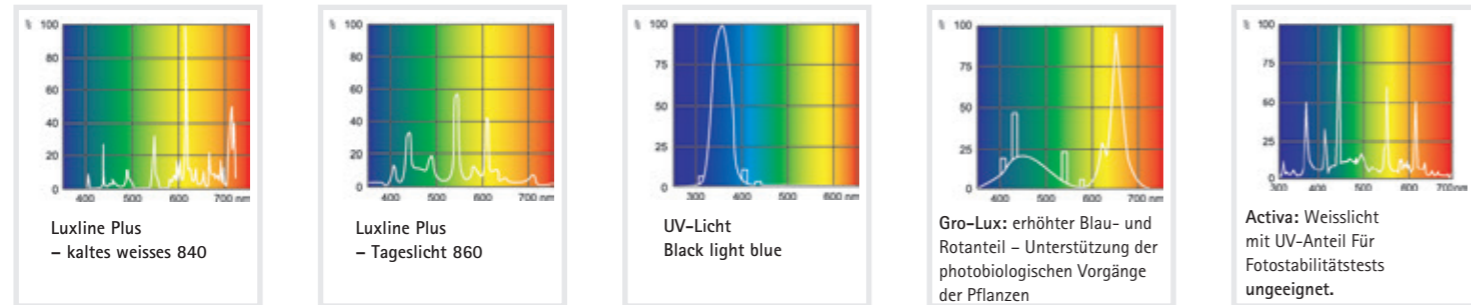 % 100
80
60
40
20
0
400 500 600 700 nm
Luxline Plus
– kaltes weisses 840
% 100
80
60
40
20
0
400 500 600 700 nm
Luxline Plus
– Tageslicht 860
% 100
75
50
25
0
300 400 500 600
UV-Licht
Black light blue
% 100
75
50
25
0
400 500 600 700 nm
Gro-Lux: erhöhter Blau- und
Rotanteil – Unterstützung der
photobiologischen Vorgänge
der Pflanzen
% 100
75
50
25
0
300 400 500 600 700nm
Activa: Weisslicht
mit UV-Anteil Für
Fotostabilitätstests
ungeeignet.